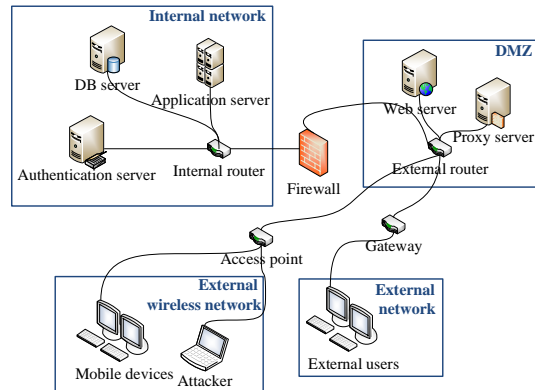 Internal network
DMZ
DB server
Application server
Web server
Proxy server
Authentication server
Internal router
Firewall
External router
Access point
Gateway
External
wireless network
External
network
Mobile devices
Attacker
External users